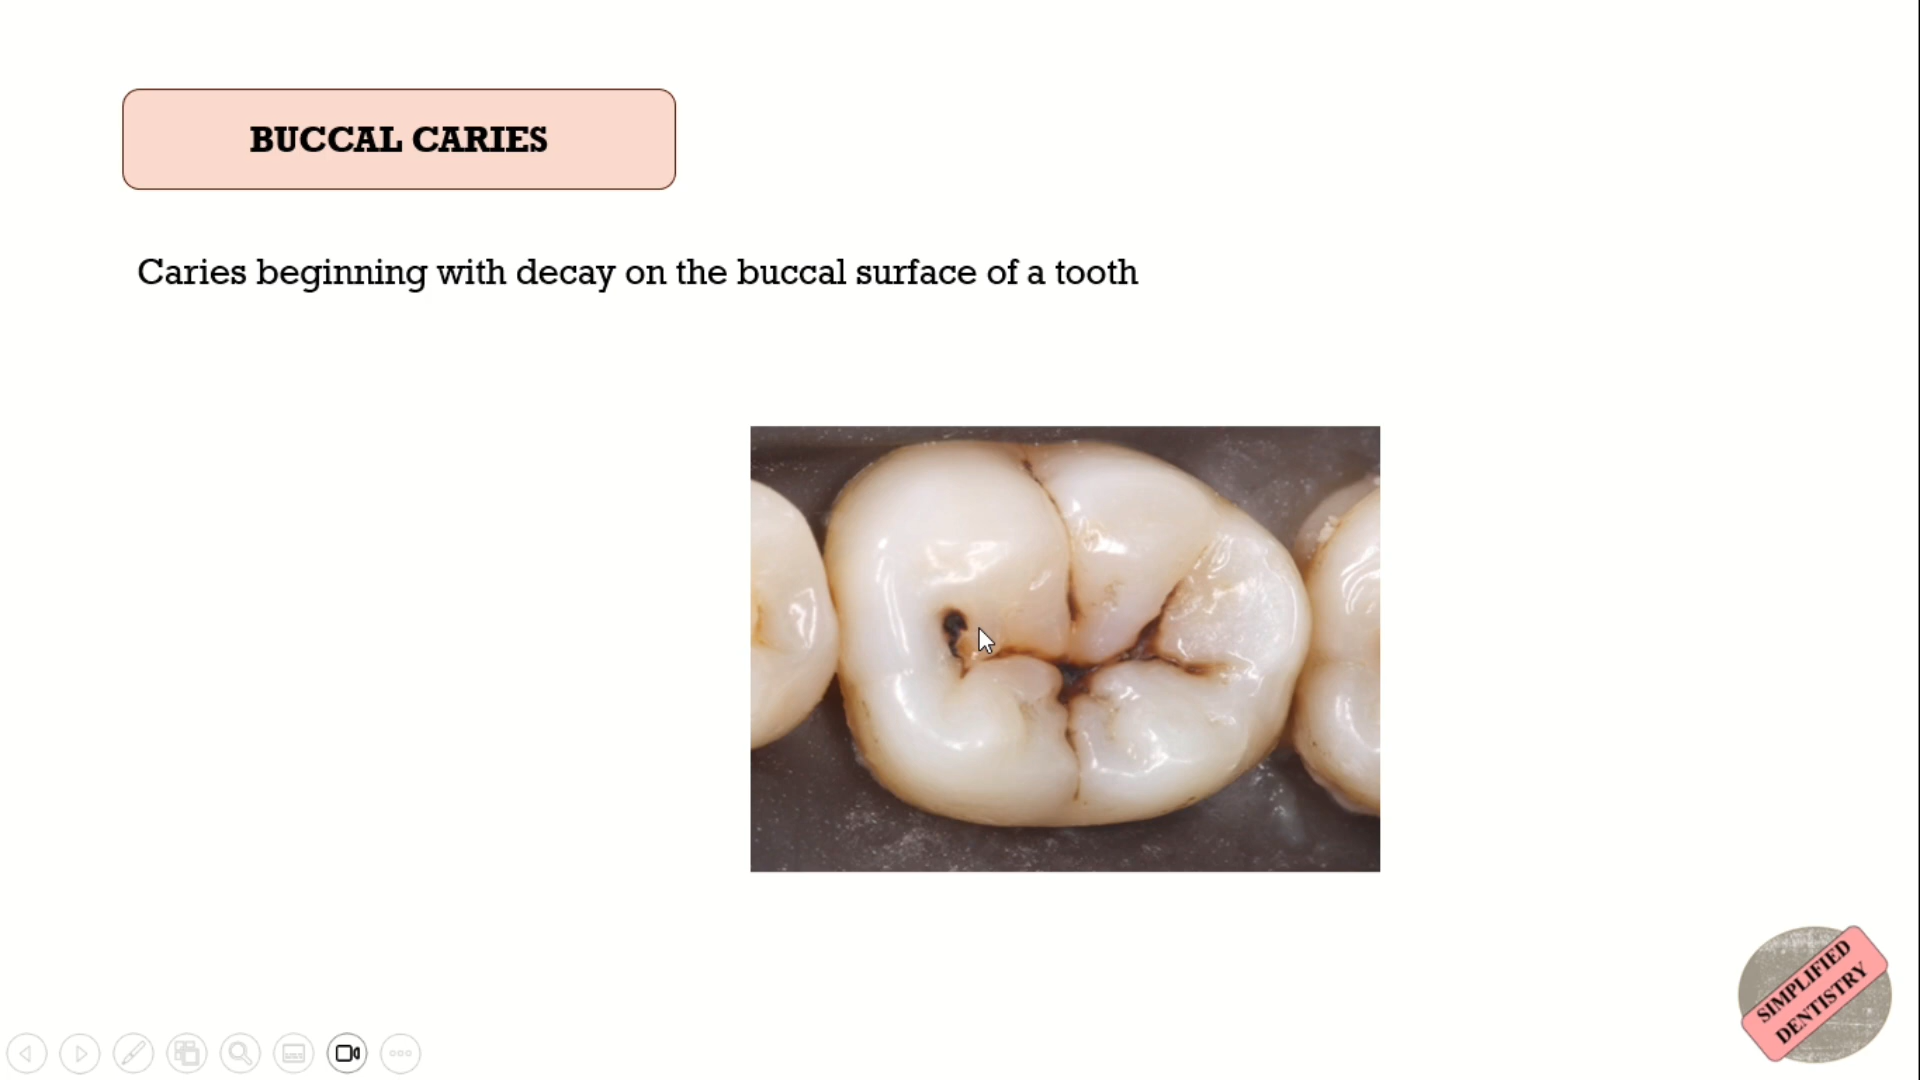 BUCCAL CARIES
Caries beginning with decay on the buccal surface of a tooth
SIMPLIFIED
DENTISTRY